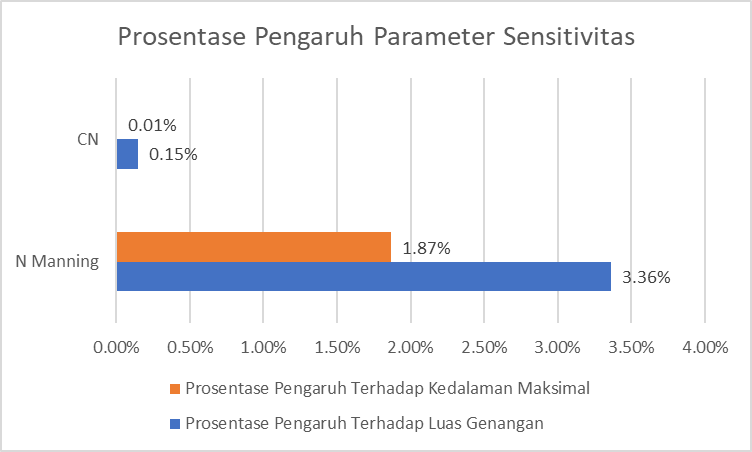 Prosentase Pengaruh Parameter Sensitivitas
CN
0.01%
0.15%
N Manning
1.87%
3.36%
0.00% 0.50% 1.00% 1.50% 2.00% 2.50% 3.00% 3.50% 4.00%
Prosentase Pengaruh Terhadap Kedalaman Maksimal
Prosentase Pengaruh Terhadap Luas Genangan